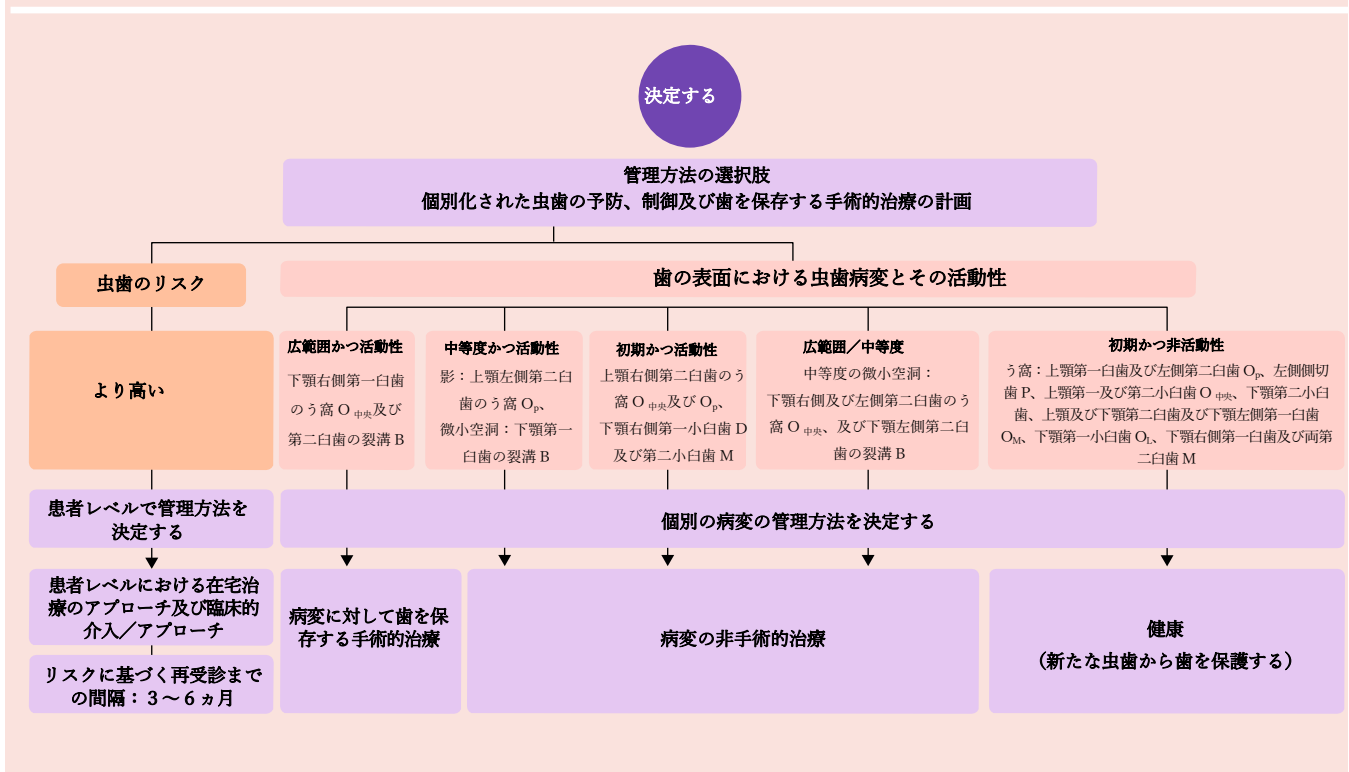 決定する
管理方法の選択肢
個別化された虫歯の予防、制御及び歯を保存する手術的治療の計画
虫歯のリスク
歯の表面における虫歯病変とその活動性
より高い
広範囲かつ活動性
下顎右側第一臼歯
のう窩 O 中央及び
第二臼歯の裂溝 B
中等度かつ活動性
影：上顎左側第二臼
歯のう窩 Op、
微小空洞：下顎第一
臼歯の裂溝 B
初期かつ活動性
上顎右側第二臼歯のう
窩 O 中央及び Op、
下顎右側第一小臼歯 D
及び第二小臼歯 M
広範囲／中等度
中等度の微小空洞：
下顎右側及び左側第二臼歯のう
窩 O 中央、及び下顎左側第二臼
歯の裂溝 B
初期かつ非活動性
う窩：上顎第一臼歯及び左側第二臼歯 Op、左側側切
歯 P、上顎第一及び第二小臼歯 O 中央、下顎第二小臼
歯、上顎及び下顎第二臼歯及び下顎左側第一臼歯
OM、下顎第一小臼歯 OL、下顎右側第一臼歯及び両第
二臼歯 M
患者レベルで管理方法を
決定する
個別の病変の管理方法を決定する
患者レベルにおける在宅治
療のアプローチ及び臨床的
介入／アプローチ
リスクに基づく再受診まで
の間隔：３〜６ヵ月
病変に対して歯を保
存する手術的治療
病変の非手術的治療
健康
（新たな虫歯から歯を保護する）